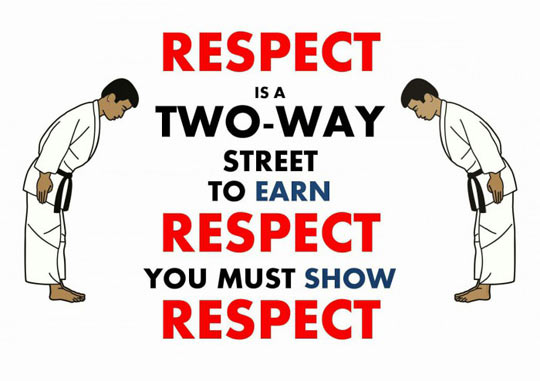 RESPECT
IS A
TWO-WAY
STREET
TO EARN
RESPECT
YOU MUST SHOW
RESPECT